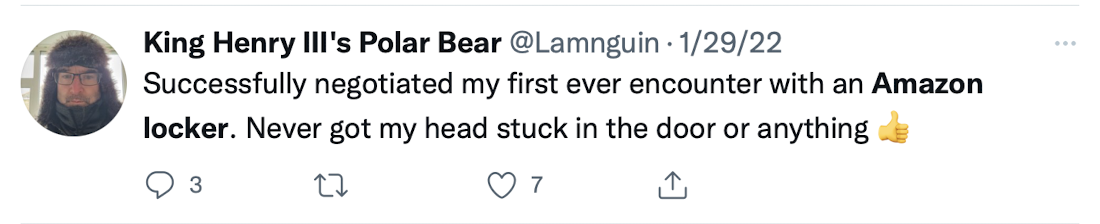 King Henry III's Polar Bear @Lamnguin · 1/29/22
Successfully negotiated my first ever encounter with an Amazon
locker. Never got my head stuck in the door or anything 👍
3 7